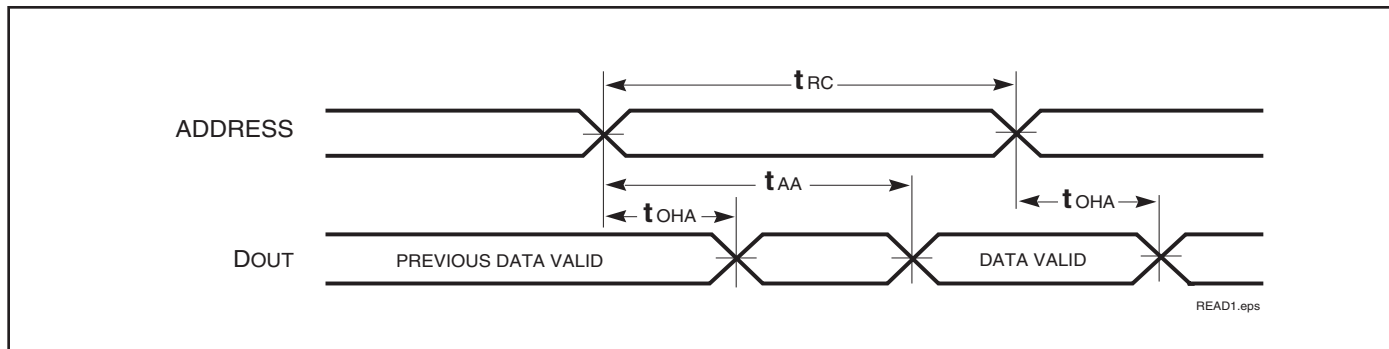 tRC
ADDRESS
tAA
tOHA
tOHA
DOUT
PREVIOUS DATA VALID
DATA VALID
READ1.eps